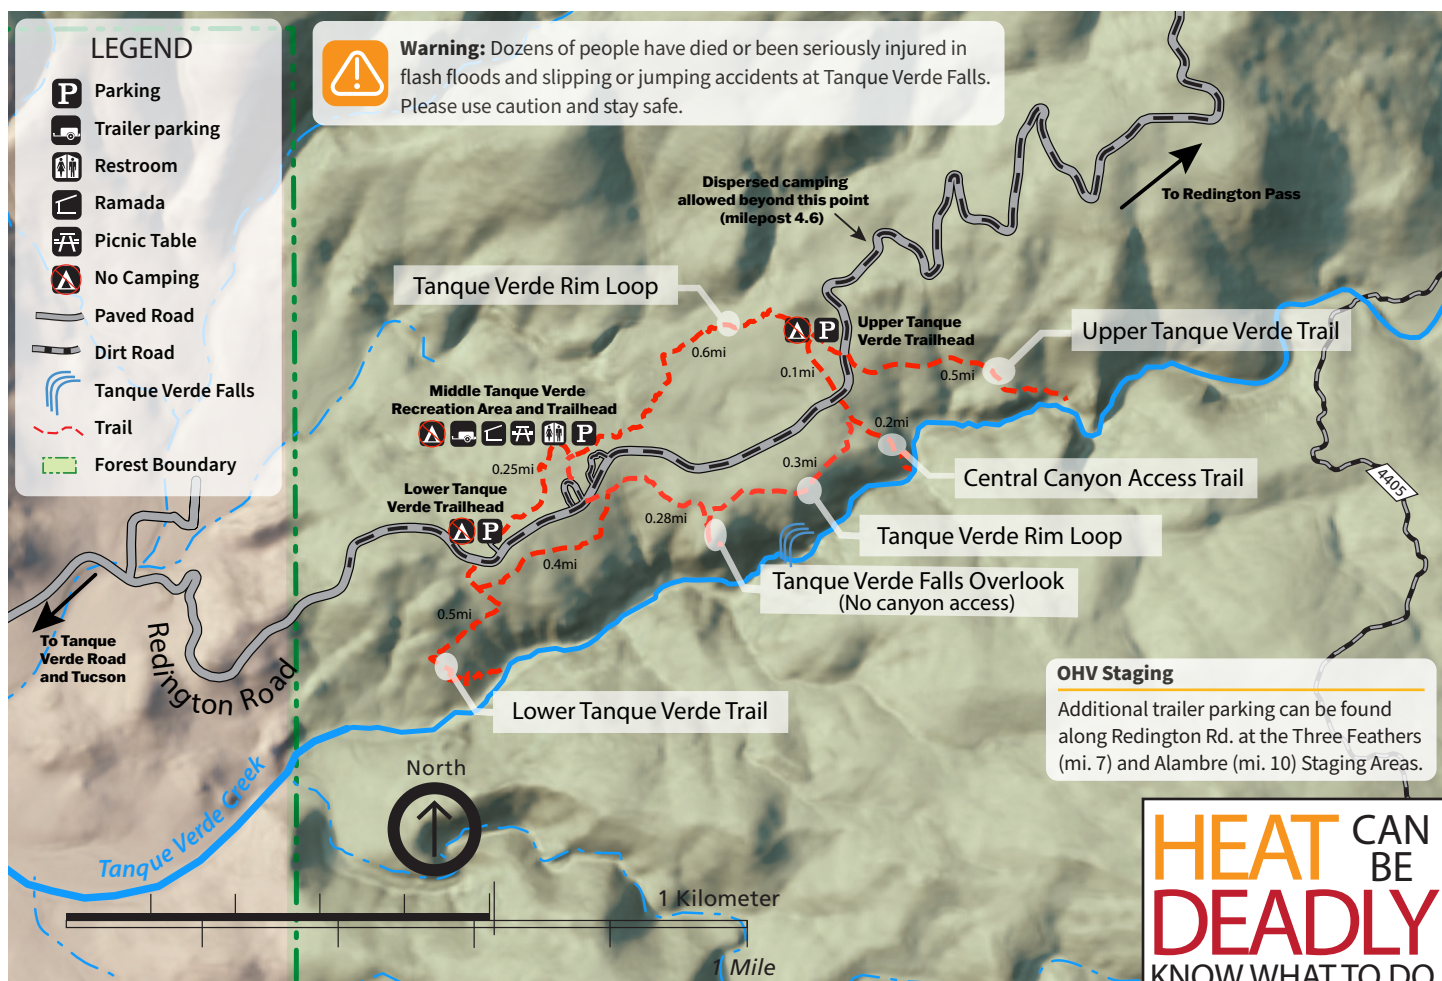 LEGEND
Parking
Trailer parking
Restroom
Ramada
Picnic Table
No Camping
Paved Road
Dirt Road
Tanque Verde Falls
Trail
Forest Boundary
Warning: Dozens of people have died or been seriously injured in
flash floods and slipping or jumping accidents at Tanque Verde Falls.
Please use caution and stay safe.
Dispersed camping
allowed beyond this point
(milepost 4.6)
To Redington Pass
Tanque Verde Rim Loop
0.6mi
Upper Tanque
Verde Trailhead
Upper Tanque Verde Trail
0.1mi
0.5mi
Middle Tanque Verde
Recreation Area and Trailhead
0.2mi
0.25mi
0.3mi
Central Canyon Access Trail
4405
Lower Tanque
Verde Trailhead
0.28mi
Tanque Verde Rim Loop
0.4mi
Tanque Verde Falls Overlook
(No canyon access)
0.5mi
To Tanque
Verde Road
and Tucson
Redington Road
Lower Tanque Verde Trail
OHV Staging
Additional trailer parking can be found
along Redington Rd. at the Three Feathers
(mi. 7) and Alambre (mi. 10) Staging Areas.
North
Tanque Verde Creek
1 Kilometer
1 Mile
HEAT CAN BE
DEADLY
KNOW WHAT TO DO
P
P
P
P